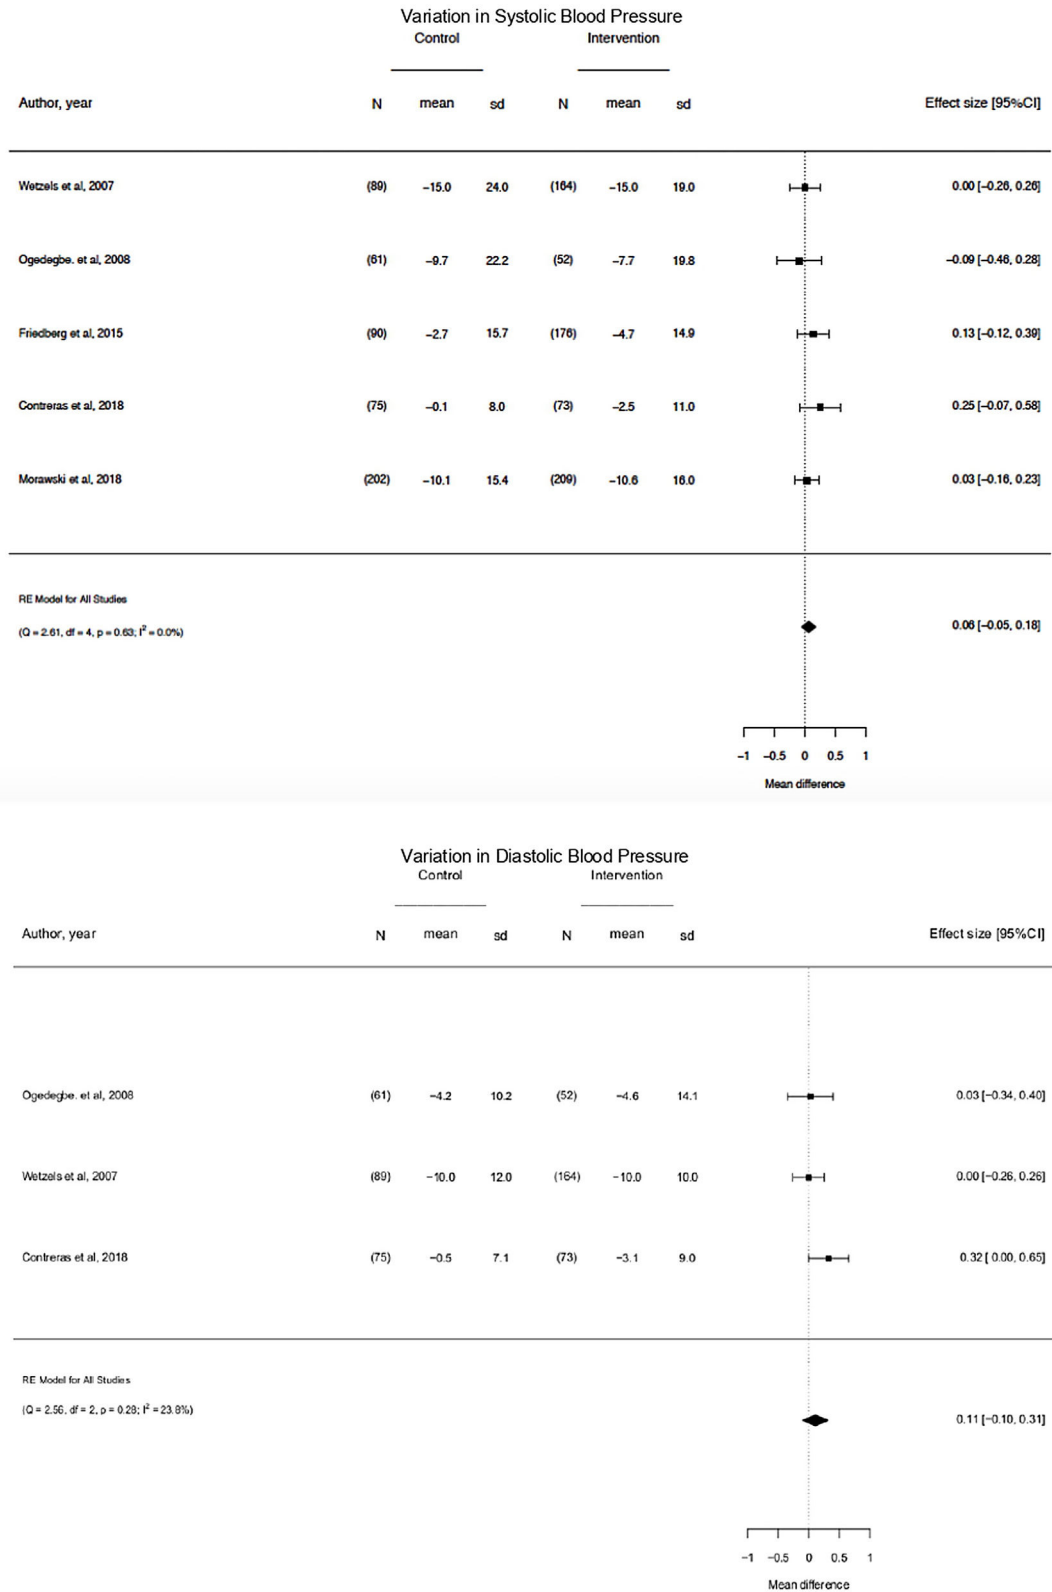 Variation in Systolic Blood Pressure
Control Intervention
Author, year N mean sd N mean sd Effect size [95%CI]
Wetzels et al, 2007 (89) −15.0 24.0 (164) −15.0 19.0 0.00 [−0.26, 0.26]
Ogedegbe. et al, 2008 (61) −9.7 22.2 (52) −7.7 19.8 −0.09 [−0.46, 0.28]
Friedberg et al, 2015 (90) −2.7 15.7 (176) −4.7 14.9 0.13 [−0.12, 0.39]
Contreras et al, 2018 (75) −0.1 8.0 (73) −2.5 11.0 0.25 [−0.07, 0.58]
Morawski et al, 2018 (202) −10.1 15.4 (209) −10.6 16.0 0.03 [−0.16, 0.23]
RE Model for All Studies
(Q = 2.61, df = 4, p = 0.63; I² = 0.0%) 0.06 [−0.05, 0.18]
−1 −0.5 0 0.5 1
Mean difference
Variation in Diastolic Blood Pressure
Control Intervention
Author, year N mean sd N mean sd Effect size [95%CI]
Ogedegbe. et al, 2008 (61) −4.2 10.2 (52) −4.6 14.1 0.03 [−0.34, 0.40]
Wetzels et al, 2007 (89) −10.0 12.0 (164) −10.0 10.0 0.00 [−0.26, 0.26]
Contreras et al, 2018 (75) −0.5 7.1 (73) −3.1 9.0 0.32 [ 0.00, 0.65]
RE Model for All Studies
(Q = 2.56, df = 2, p = 0.28; I² = 23.8%) 0.11 [−0.10, 0.31]
−1 −0.5 0 0.5 1
Mean difference